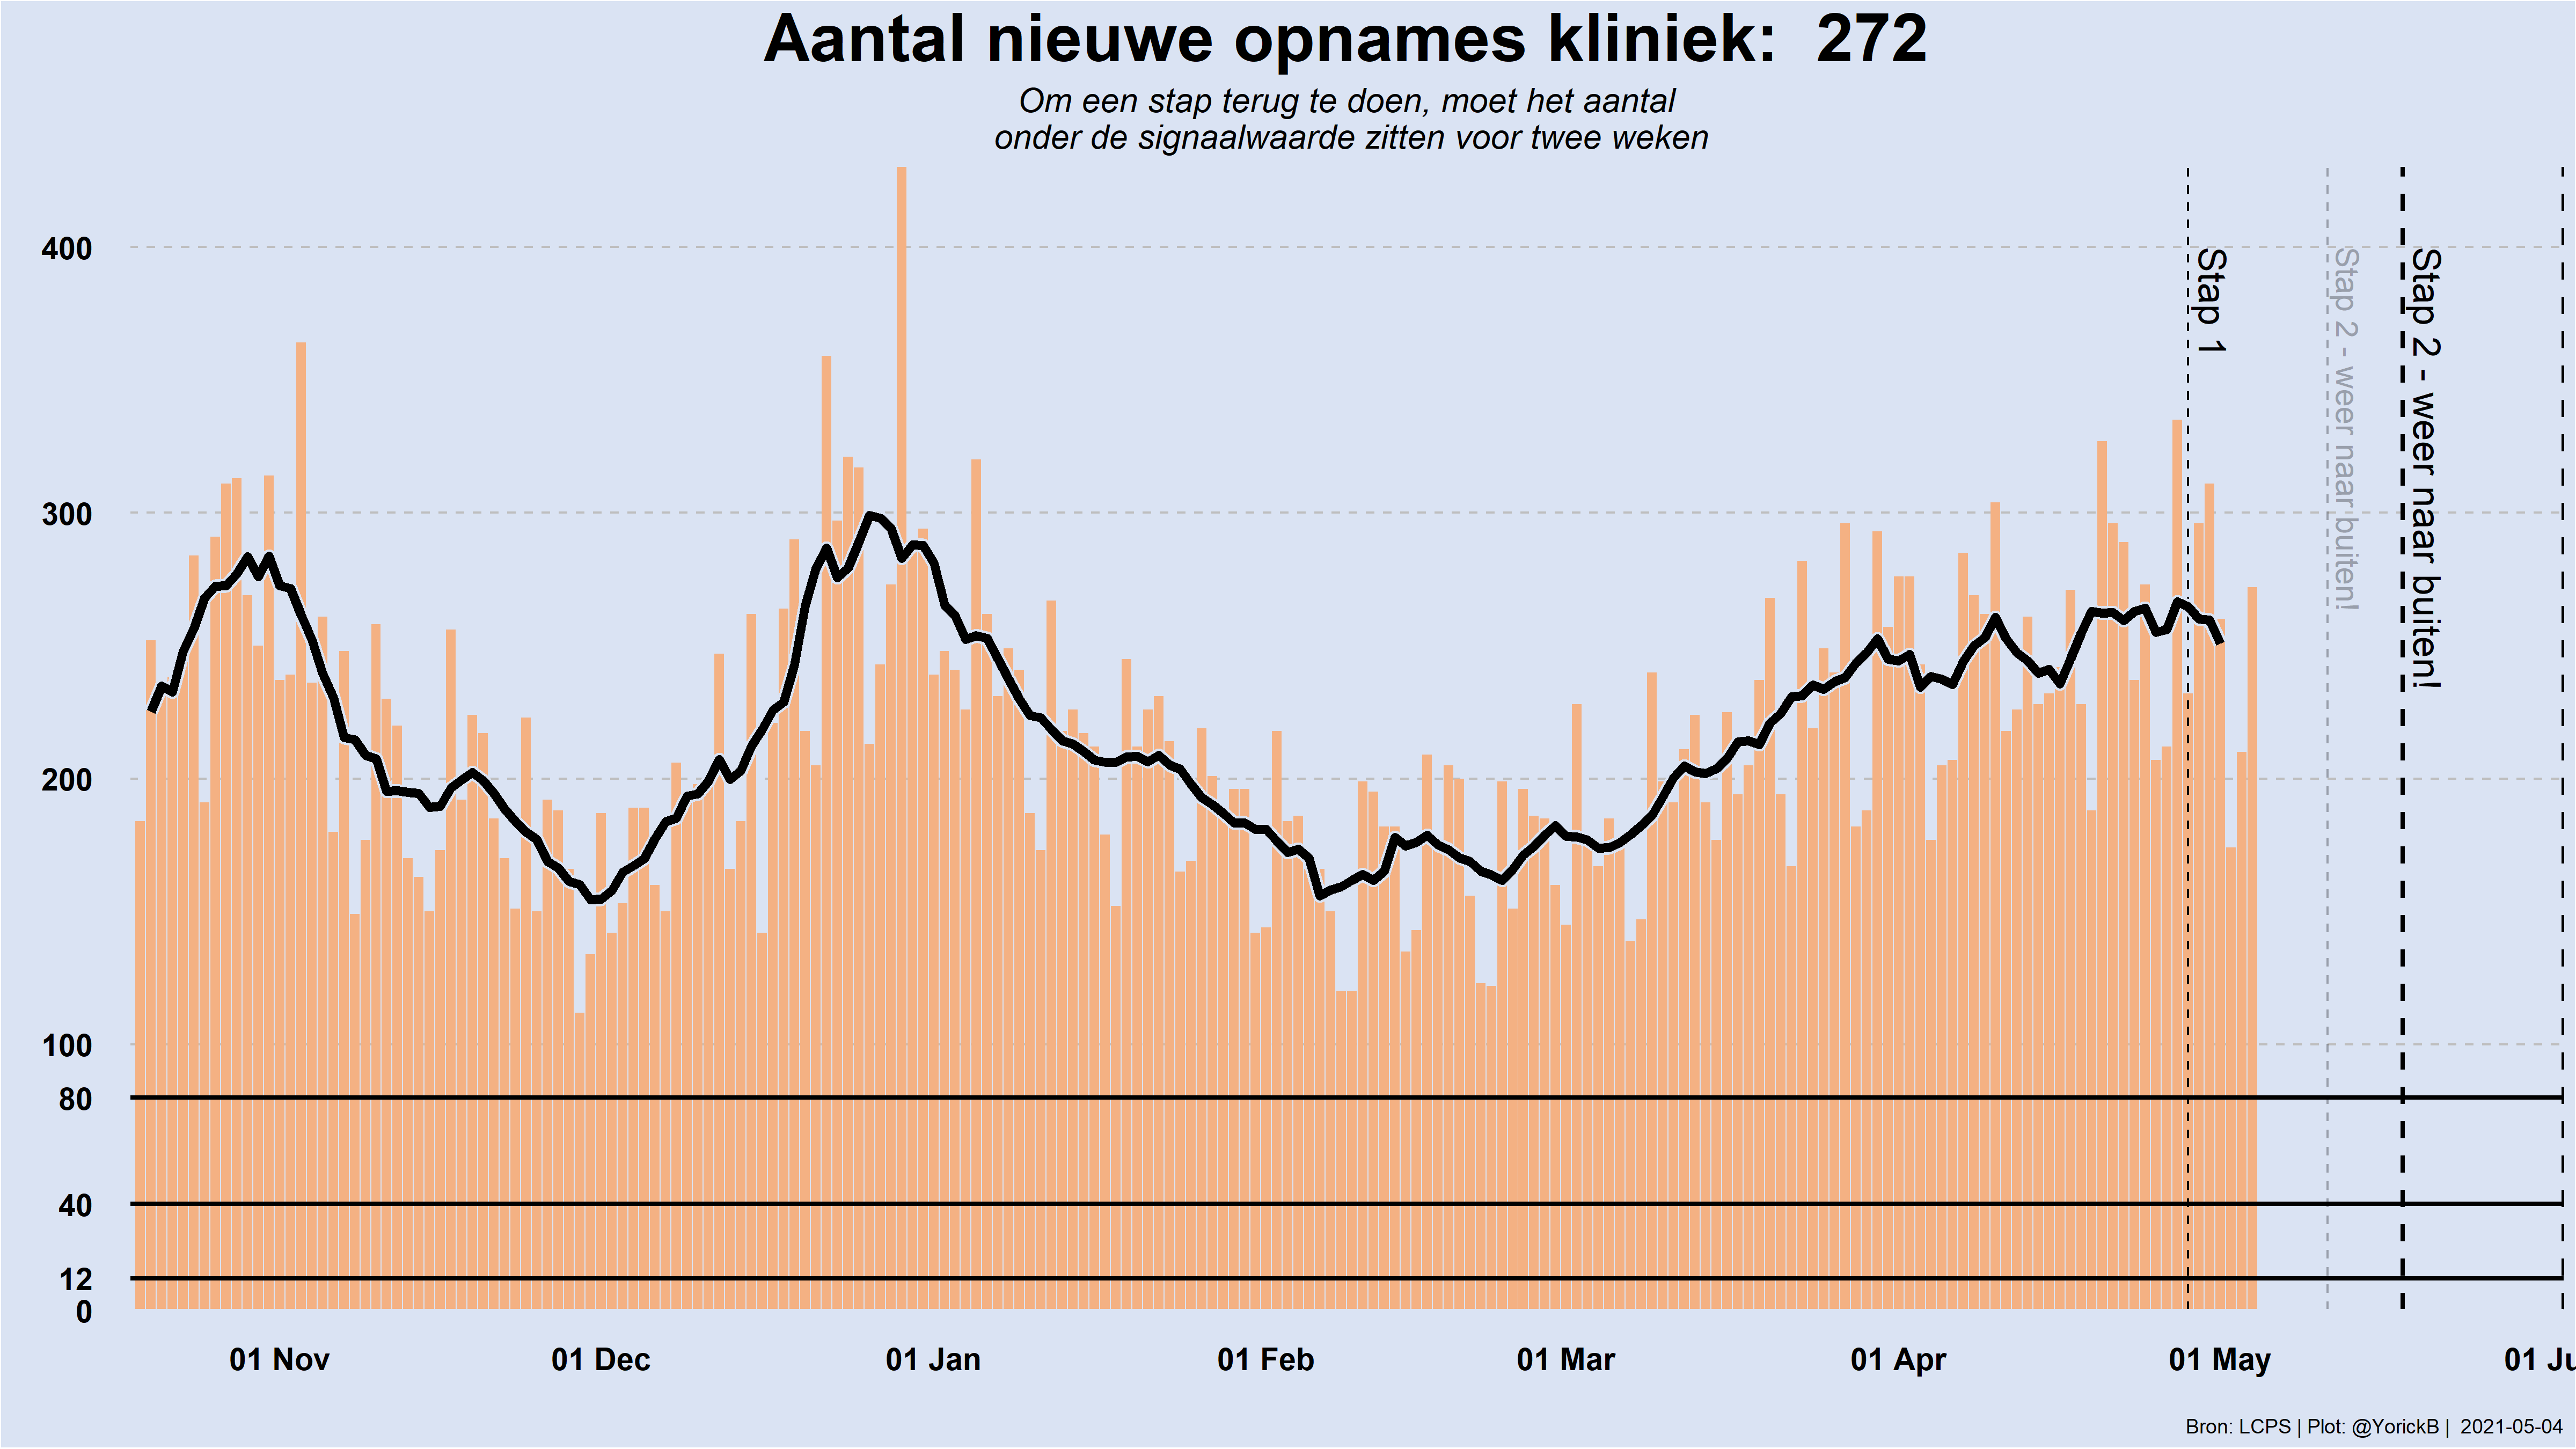 Aantal nieuwe opnames kliniek:  272
Om een stap terug te doen, moet het aantal
onder de signaalwaarde zitten voor twee weken
400
300
200
100
80
40
12
0
Stap 1
Stap 2 - weer naar buiten!
Stap 2 - weer naar buiten!
01 Nov
01 Dec
01 Jan
01 Feb
01 Mar
01 Apr
01 May
01 Ju
Bron: LCPS | Plot: @YorickB |  2021-05-04